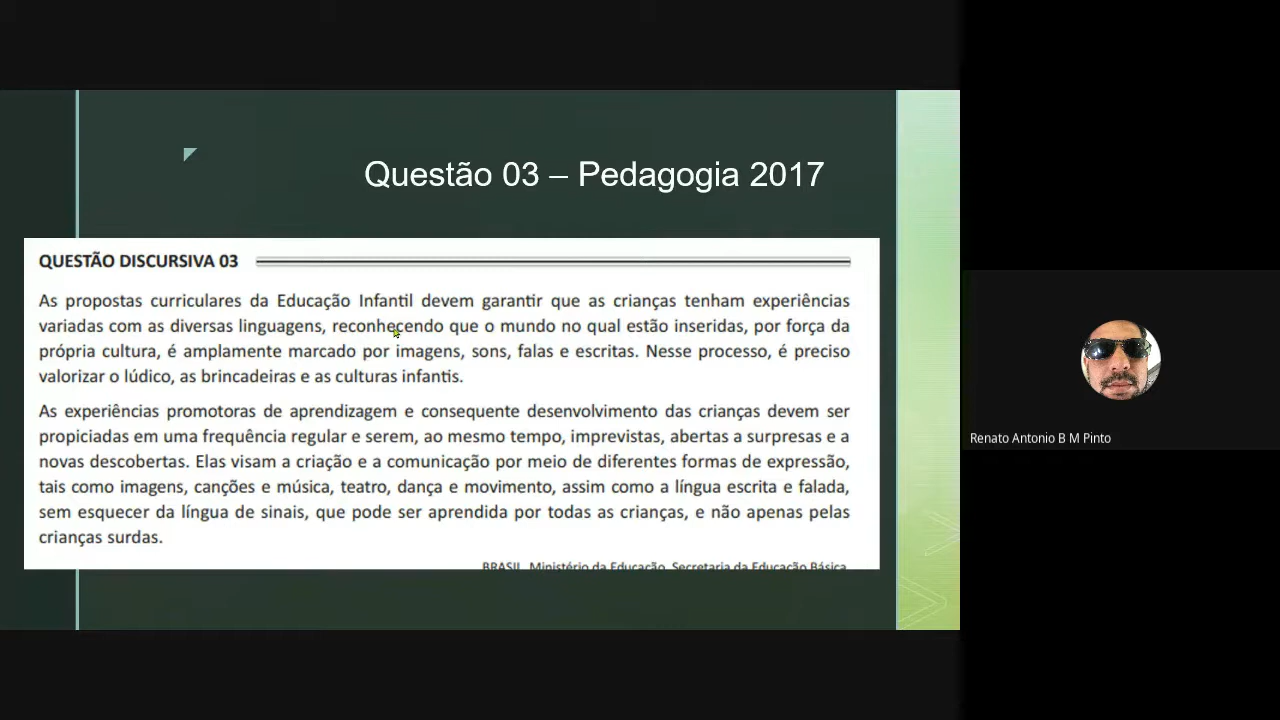 Questão 03 – Pedagogia 2017
QUESTÃO DISCURSIVA 03
As propostas curriculares da Educação Infantil devem garantir que as crianças tenham experiências
variadas com as diversas linguagens, reconhecendo que o mundo no qual estão inseridas, por força da
própria cultura, é amplamente marcado por imagens, sons, falas e escritas. Nesse processo, é preciso
valorizar o lúdico, as brincadeiras e as culturas infantis.
As experiências promotoras de aprendizagem e consequente desenvolvimento das crianças devem ser
propiciadas em uma frequência regular e serem, ao mesmo tempo, imprevistas, abertas a surpresas e a
novas descobertas. Elas visam a criação e a comunicação por meio de diferentes formas de expressão,
tais como imagens, canções e música, teatro, dança e movimento, assim como a língua escrita e falada,
sem esquecer da língua de sinais, que pode ser aprendida por todas as crianças, e não apenas pelas
crianças surdas.
BRASIL. Ministério da Educação. Secretaria da Educação Básica.
Renato Antonio B M Pinto